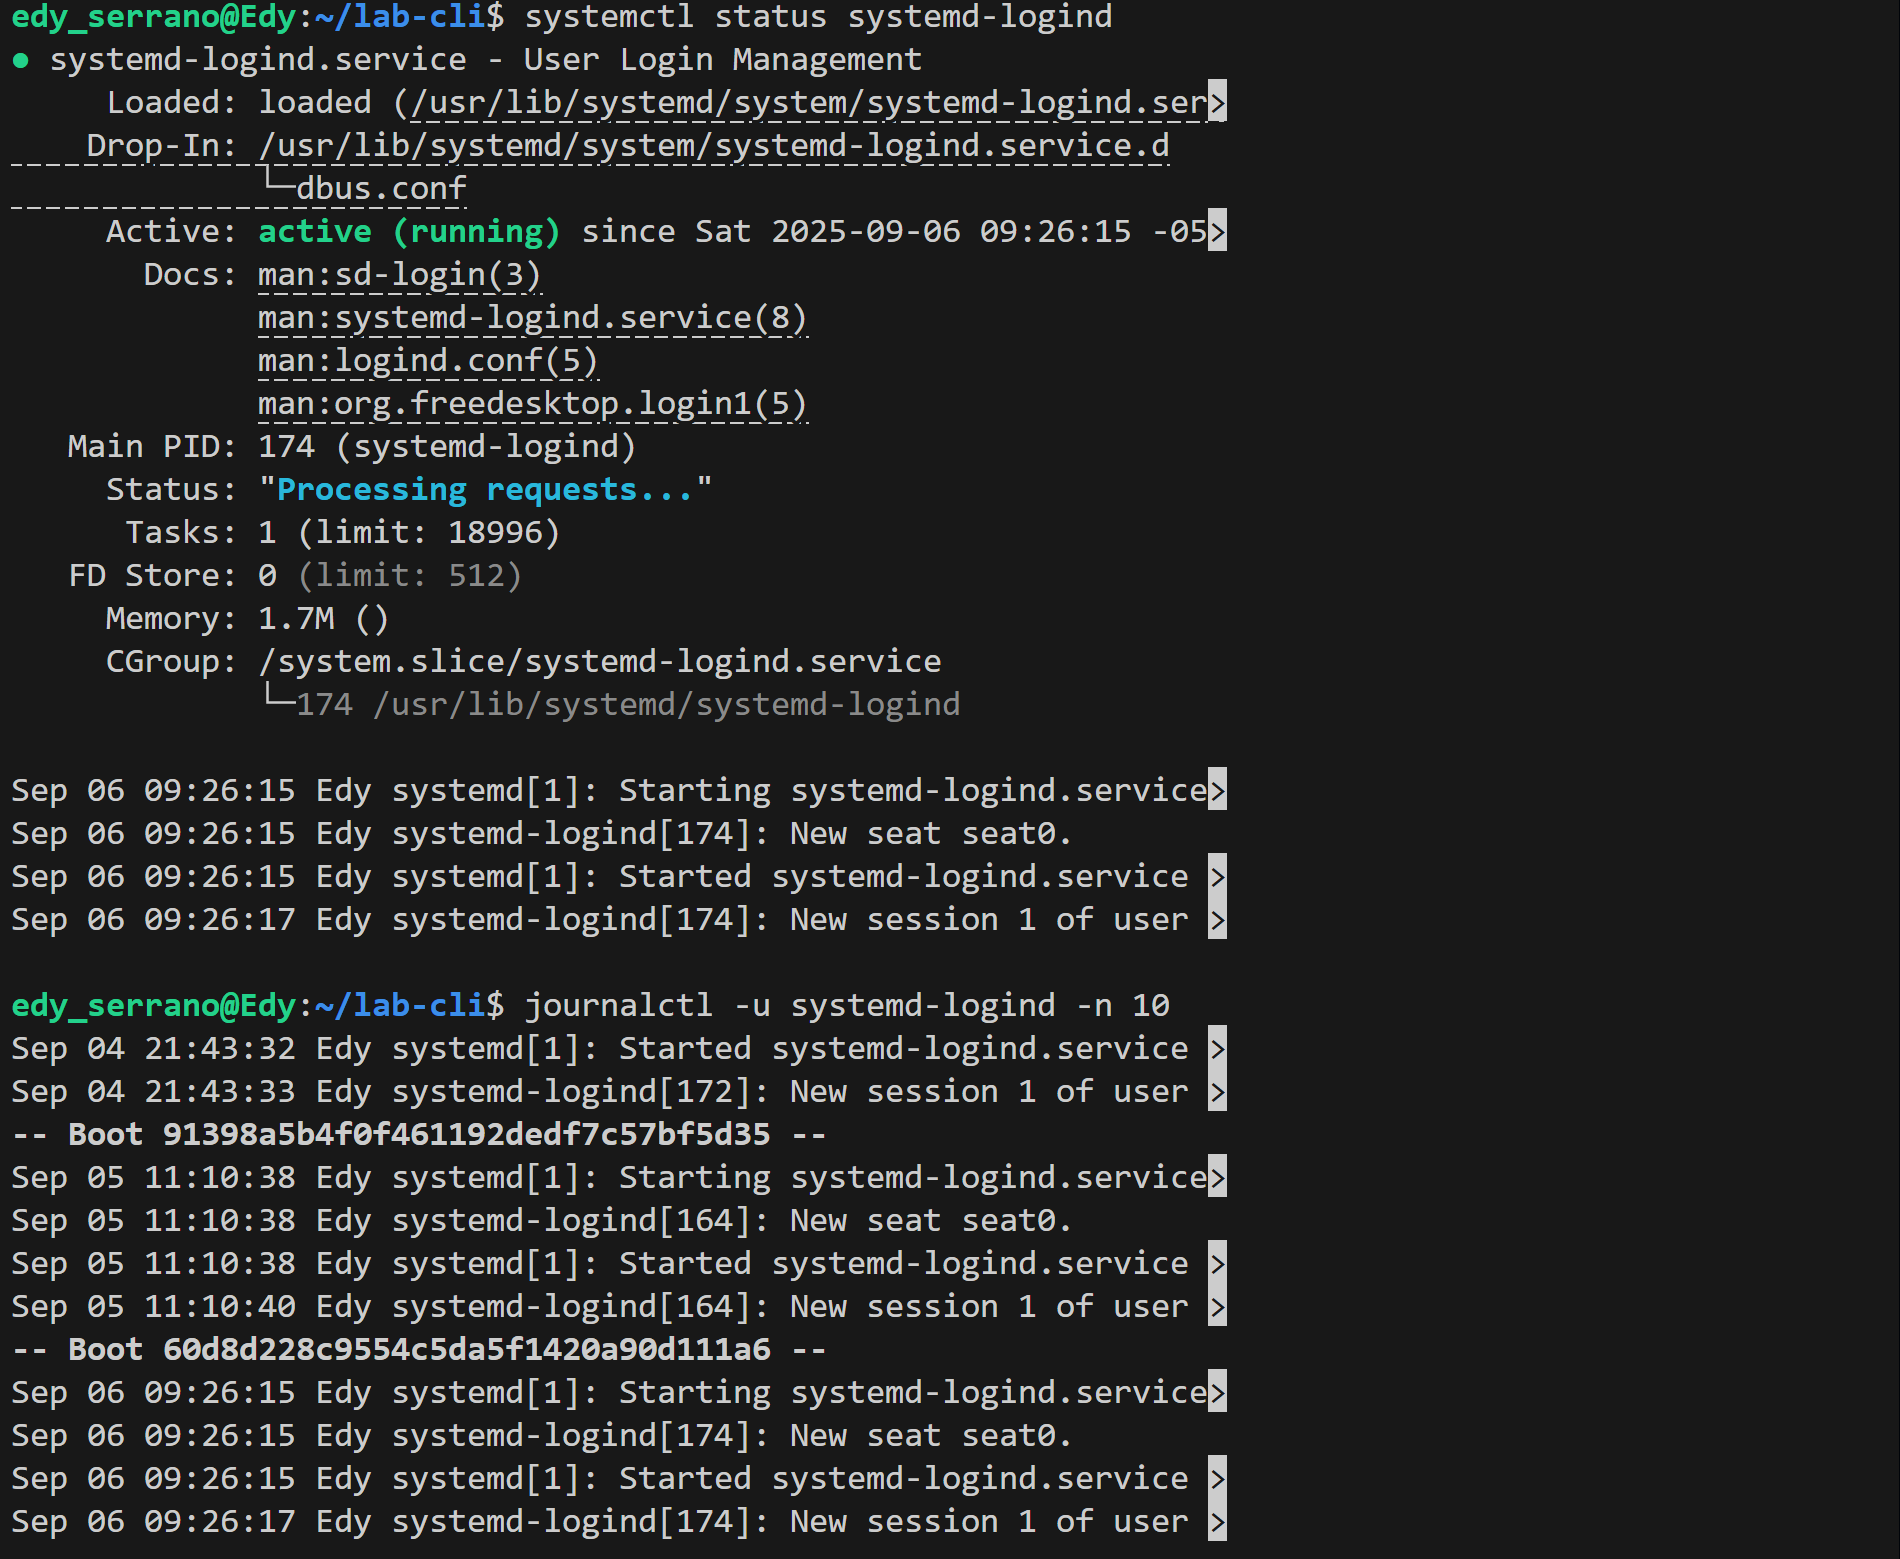 edy_serrano@Edy:~/lab-cli$ systemctl status systemd-logind
● systemd-logind.service - User Login Management
     Loaded: loaded (/usr/lib/systemd/system/systemd-logind.ser>
    Drop-In: /usr/lib/systemd/system/systemd-logind.service.d
             └─dbus.conf
     Active: active (running) since Sat 2025-09-06 09:26:15 -05>
       Docs: man:sd-login(3)
             man:systemd-logind.service(8)
             man:logind.conf(5)
             man:org.freedesktop.login1(5)
   Main PID: 174 (systemd-logind)
     Status: "Processing requests..."
      Tasks: 1 (limit: 18996)
   FD Store: 0 (limit: 512)
     Memory: 1.7M ()
     CGroup: /system.slice/systemd-logind.service
             └─174 /usr/lib/systemd/systemd-logind

Sep 06 09:26:15 Edy systemd[1]: Starting systemd-logind.service>
Sep 06 09:26:15 Edy systemd-logind[174]: New seat seat0.
Sep 06 09:26:15 Edy systemd[1]: Started systemd-logind.service >
Sep 06 09:26:17 Edy systemd-logind[174]: New session 1 of user >

edy_serrano@Edy:~/lab-cli$ journalctl -u systemd-logind -n 10
Sep 04 21:43:32 Edy systemd[1]: Started systemd-logind.service >
Sep 04 21:43:33 Edy systemd-logind[172]: New session 1 of user >
-- Boot 91398a5b4f0f461192dedf7c57bf5d35 --
Sep 05 11:10:38 Edy systemd[1]: Starting systemd-logind.service>
Sep 05 11:10:38 Edy systemd-logind[164]: New seat seat0.
Sep 05 11:10:38 Edy systemd[1]: Started systemd-logind.service >
Sep 05 11:10:40 Edy systemd-logind[164]: New session 1 of user >
-- Boot 60d8d228c9554c5da5f1420a90d111a6 --
Sep 06 09:26:15 Edy systemd[1]: Starting systemd-logind.service>
Sep 06 09:26:15 Edy systemd-logind[174]: New seat seat0.
Sep 06 09:26:15 Edy systemd[1]: Started systemd-logind.service >
Sep 06 09:26:17 Edy systemd-logind[174]: New session 1 of user >